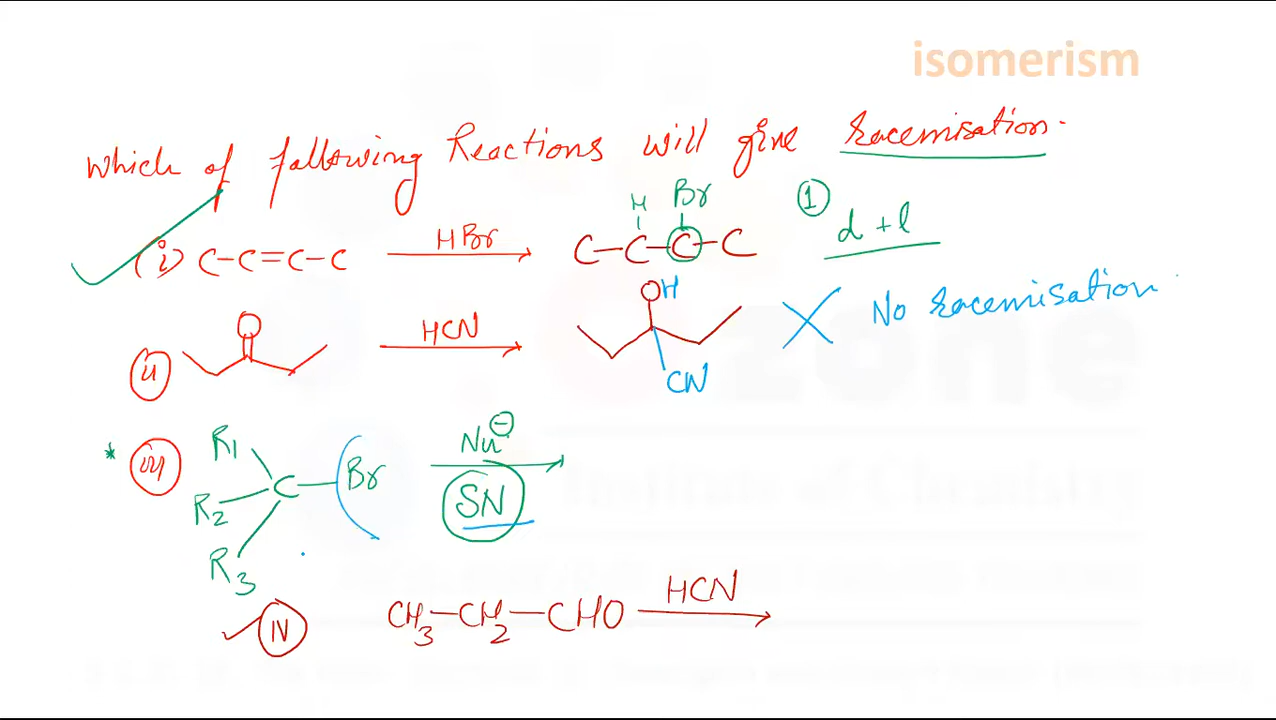 isomerism
Which of following Reactions will give racemisation.
(i) C-C=C-C HBr C-C-C-C H Br ① d + l
(ii) O HCN OH CN No racemisation
* (iii) R1 R2 R3 C Br Nu⊖ SN
(IV) CH3-CH2-CHO HCN
zone